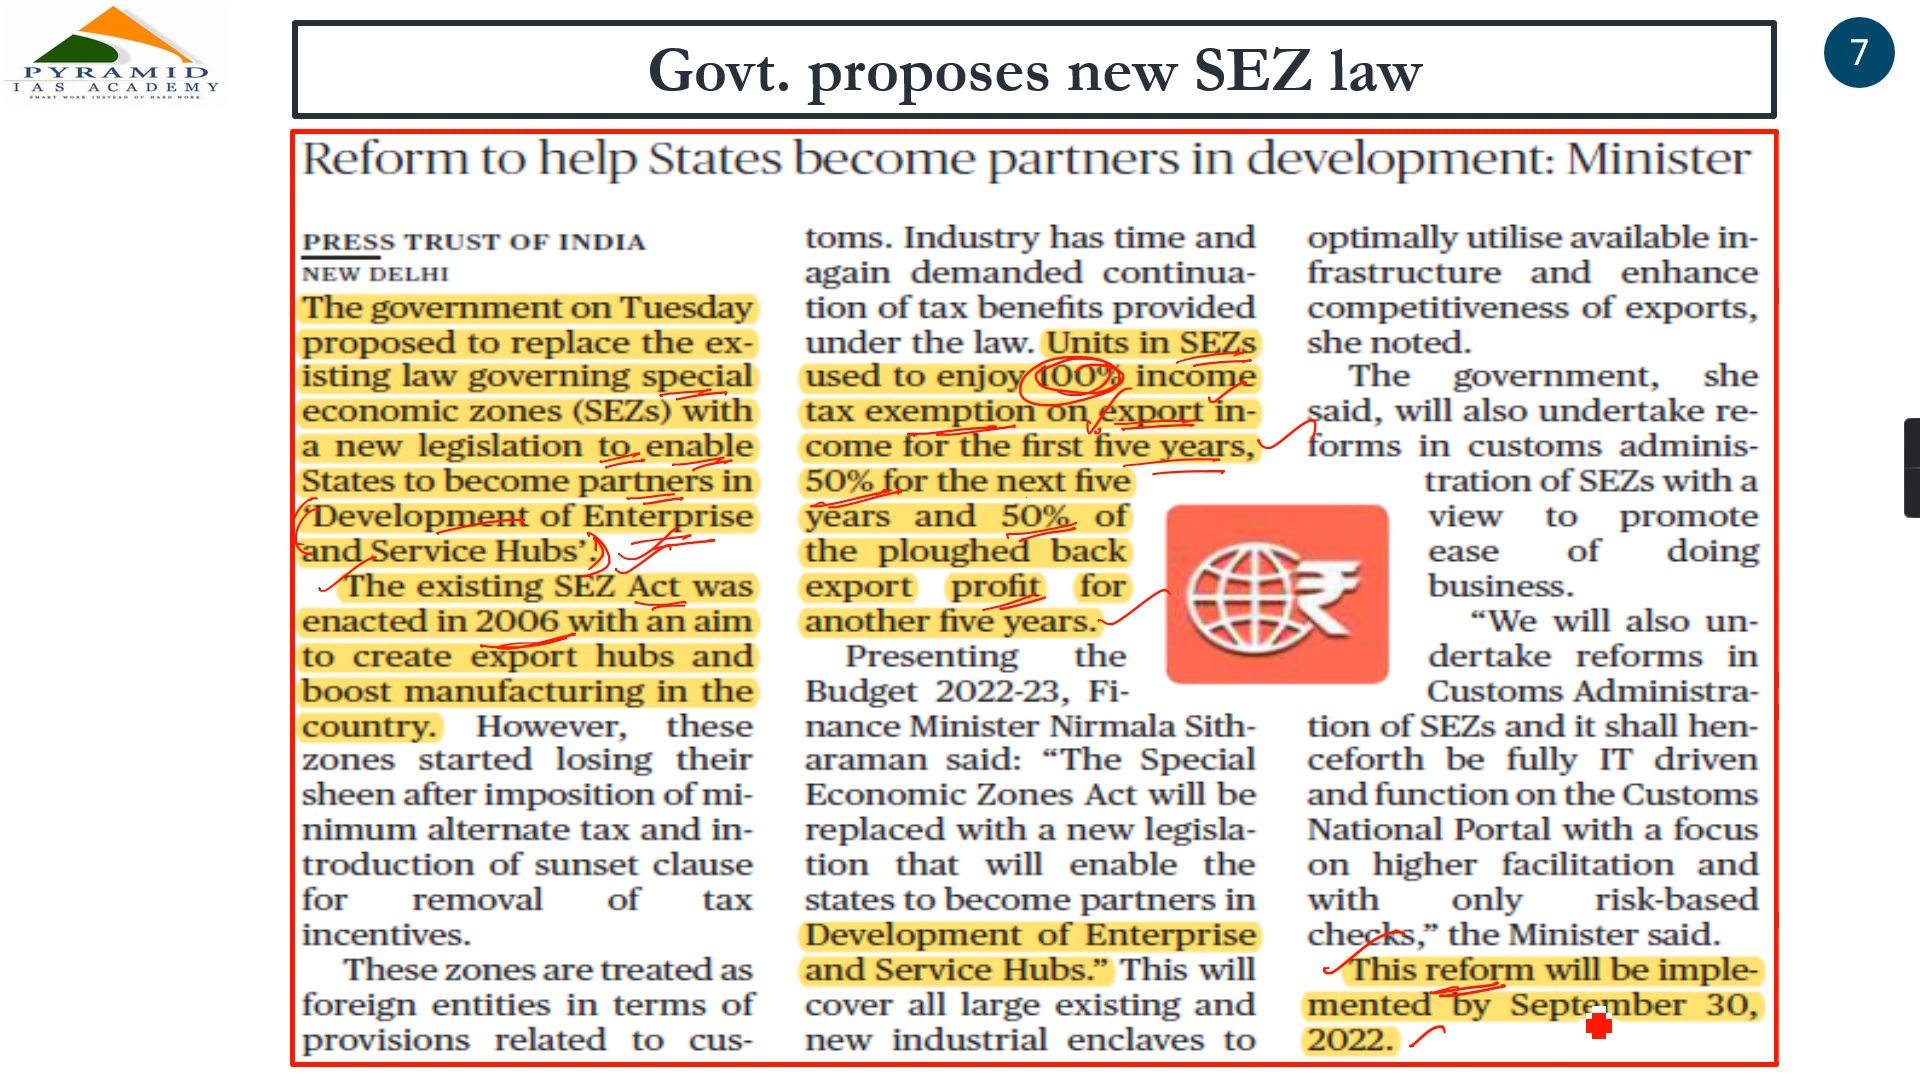 PYRAMID
IAS ACADEMY
SMART WORK INSTEAD OF HARD WORK
Govt. proposes new SEZ law
7
Reform to help States become partners in development: Minister
PRESS TRUST OF INDIA
NEW DELHI
The government on Tuesday
proposed to replace the ex-
isting law governing special
economic zones (SEZs) with
a new legislation to enable
States to become partners in
‘Development of Enterprise
and Service Hubs’.
The existing SEZ Act was
enacted in 2006 with an aim
to create export hubs and
boost manufacturing in the
country. However, these
zones started losing their
sheen after imposition of mi-
nimum alternate tax and in-
troduction of sunset clause
for removal of tax
incentives.
These zones are treated as
foreign entities in terms of
provisions related to cus-
toms. Industry has time and
again demanded continua-
tion of tax benefits provided
under the law. Units in SEZs
used to enjoy 100% income
tax exemption on export in-
come for the first five years,
50% for the next five
years and 50% of
the ploughed back
export profit for
another five years.
Presenting the
Budget 2022-23, Fi-
nance Minister Nirmala Sith-
araman said: “The Special
Economic Zones Act will be
replaced with a new legisla-
tion that will enable the
states to become partners in
Development of Enterprise
and Service Hubs.” This will
cover all large existing and
new industrial enclaves to
optimally utilise available in-
frastructure and enhance
competitiveness of exports,
she noted.
The government, she
said, will also undertake re-
forms in customs adminis-
tration of SEZs with a
view to promote
ease of doing
business.
“We will also un-
dertake reforms in
Customs Administra-
tion of SEZs and it shall hen-
ceforth be fully IT driven
and function on the Customs
National Portal with a focus
on higher facilitation and
with only risk-based
checks,” the Minister said.
This reform will be imple-
mented by September 30,
2022.